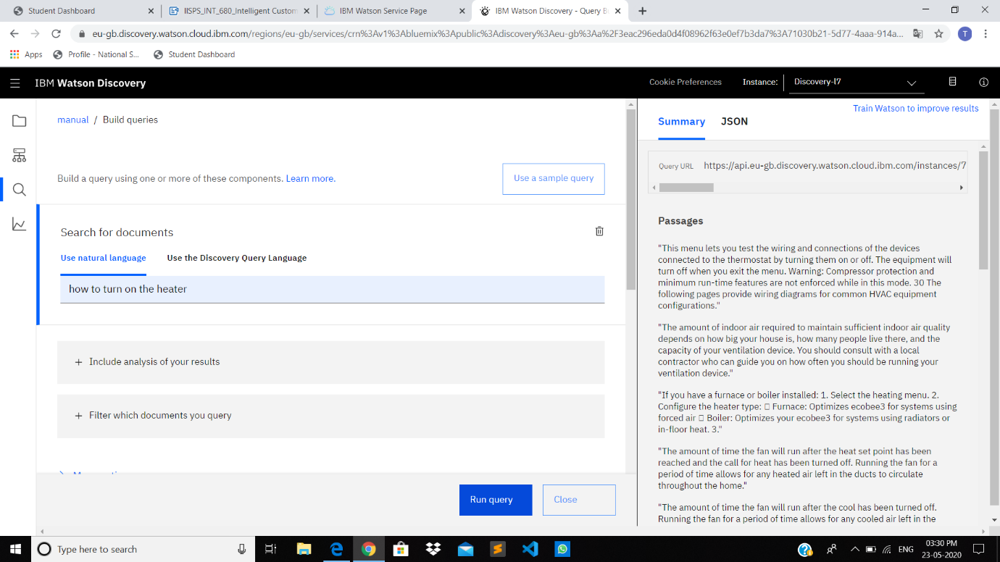 Student Dashboard
IISPS_INT_680_Intelligent Custom
IBM Watson Service Page
IBM Watson Discovery - Query B
eu-gb.discovery.watson.cloud.ibm.com/regions/eu-gb/services/crn%3Av1%3Abluemix%3Apublic%3Adiscovery%3Aeu-gb%3Aa%2F3eac296eda0d4f08962f63e0ef7b3da7%3A71030b21-5d77-4aaa-914a...
T
Apps
Profile - National S...
Student Dashboard
IBM Watson Discovery
Cookie Preferences
Instance:
Discovery-l7
manual / Build queries
Build a query using one or more of these components. Learn more.
Use a sample query
Search for documents
Use natural language
Use the Discovery Query Language
how to turn on the heater
+ Include analysis of your results
+ Filter which documents you query
Run query
Close
Train Watson to improve results
Summary
JSON
Query URL
https://api.eu-gb.discovery.watson.cloud.ibm.com/instances/7
Passages
"This menu lets you test the wiring and connections of the devices
connected to the thermostat by turning them on or off. The equipment will
turn off when you exit the menu. Warning: Compressor protection and
minimum run-time features are not enforced while in this mode. 30 The
following pages provide wiring diagrams for common HVAC equipment
configurations."
"The amount of indoor air required to maintain sufficient indoor air quality
depends on how big your house is, how many people live there, and the
capacity of your ventilation device. You should consult with a local
contractor who can guide you on how often you should be running your
ventilation device."
"If you have a furnace or boiler installed: 1. Select the heating menu. 2.
Configure the heater type: Furnace: Optimizes ecobee3 for systems using
forced air Boiler: Optimizes your ecobee3 for systems using radiators or
in-floor heat. 3."
"The amount of time the fan will run after the heat set point has been
reached and the call for heat has been turned off. Running the fan for a
period of time allows for any heated air left in the ducts to circulate
throughout the home."
"The amount of time the fan will run after the cool has been turned off.
Running the fan for a period of time allows for any cooled air left in the
Type here to search
ENG
03:30 PM
23-05-2020